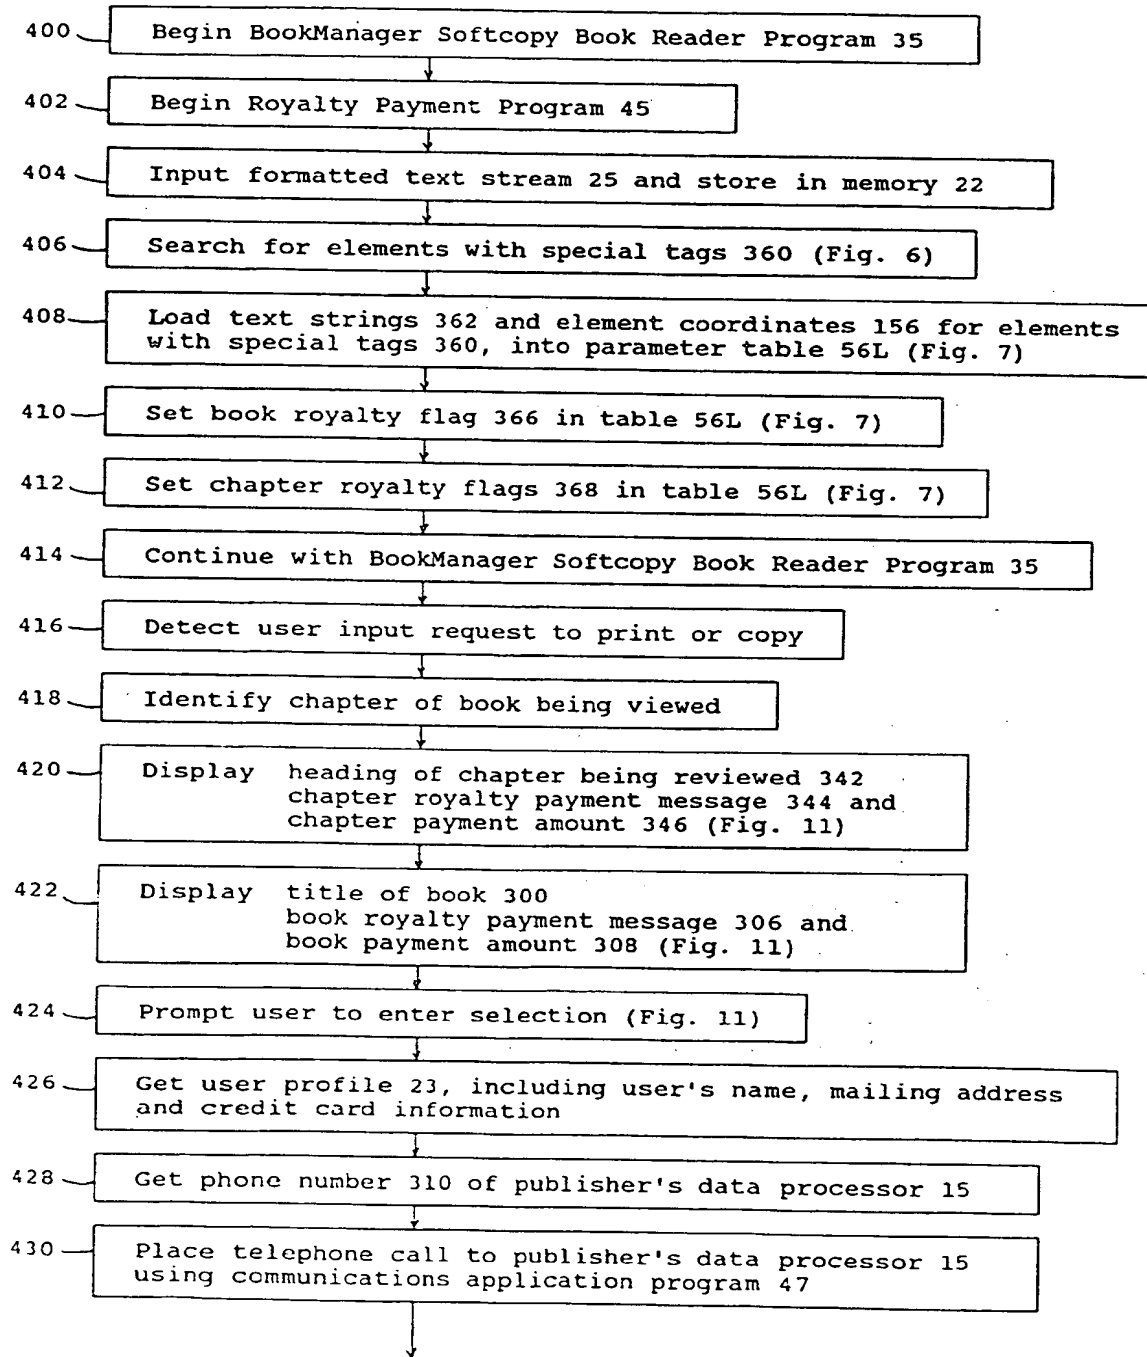 400 Begin BookManager Softcopy Book Reader Program 35
402 Begin Royalty Payment Program 45
404 Input formatted text stream 25 and store in memory 22
406 Search for elements with special tags 360 (Fig. 6)
408 Load text strings 362 and element coordinates 156 for elements
with special tags 360, into parameter table 56L (Fig. 7)
410 Set book royalty flag 366 in table 56L (Fig. 7)
412 Set chapter royalty flags 368 in table 56L (Fig. 7)
414 Continue with BookManager Softcopy Book Reader Program 35
416 Detect user input request to print or copy
418 Identify chapter of book being viewed
420 Display heading of chapter being reviewed 342
chapter royalty payment message 344 and
chapter payment amount 346 (Fig. 11)
422 Display title of book 300
book royalty payment message 306 and
book payment amount 308 (Fig. 11)
424 Prompt user to enter selection (Fig. 11)
426 Get user profile 23, including user's name, mailing address
and credit card information
428 Get phone number 310 of publisher's data processor 15
430 Place telephone call to publisher's data processor 15
using communications application program 47